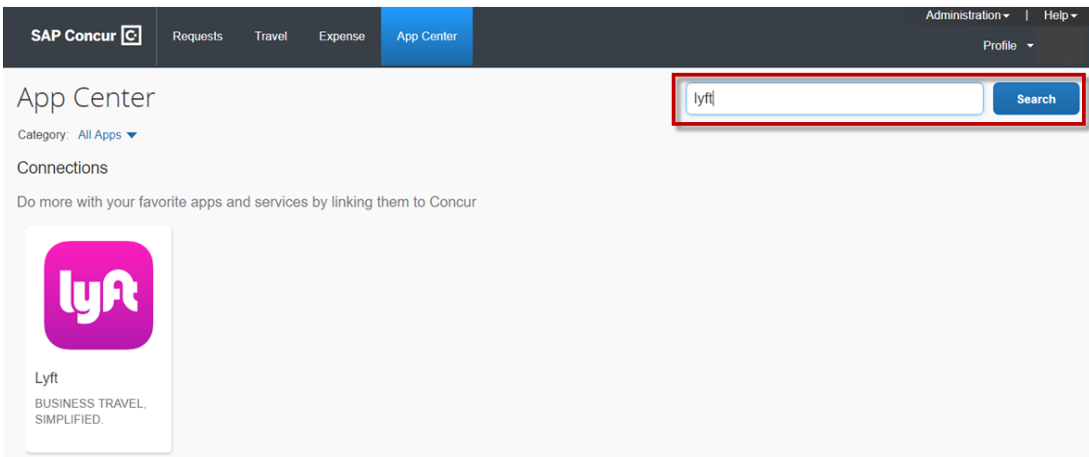 Administration | Help
SAP Concur C Requests Travel Expense App Center
Profile
App Center
lyft Search
Category: All Apps
Connections
Do more with your favorite apps and services by linking them to Concur
lyft
Lyft
BUSINESS TRAVEL,
SIMPLIFIED.